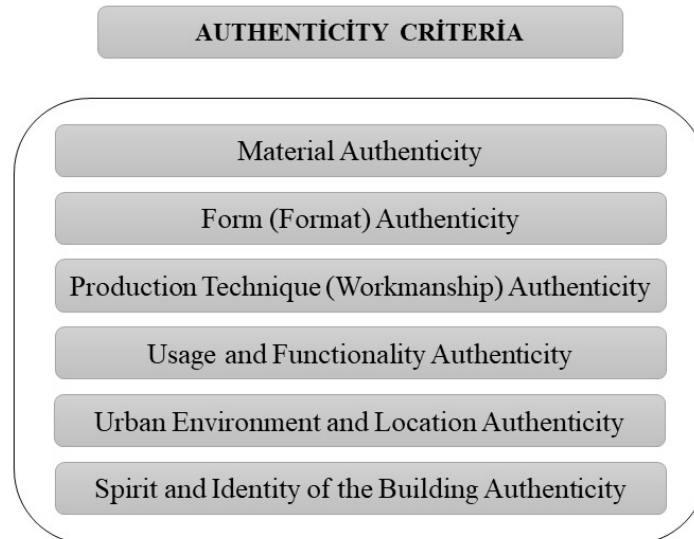 AUTHENTİCİTY CRİTERİA
Material Authenticity
Form (Format) Authenticity
Production Technique (Workmanship) Authenticity
Usage and Functionality Authenticity
Urban Environment and Location Authenticity
Spirit and Identity of the Building Authenticity